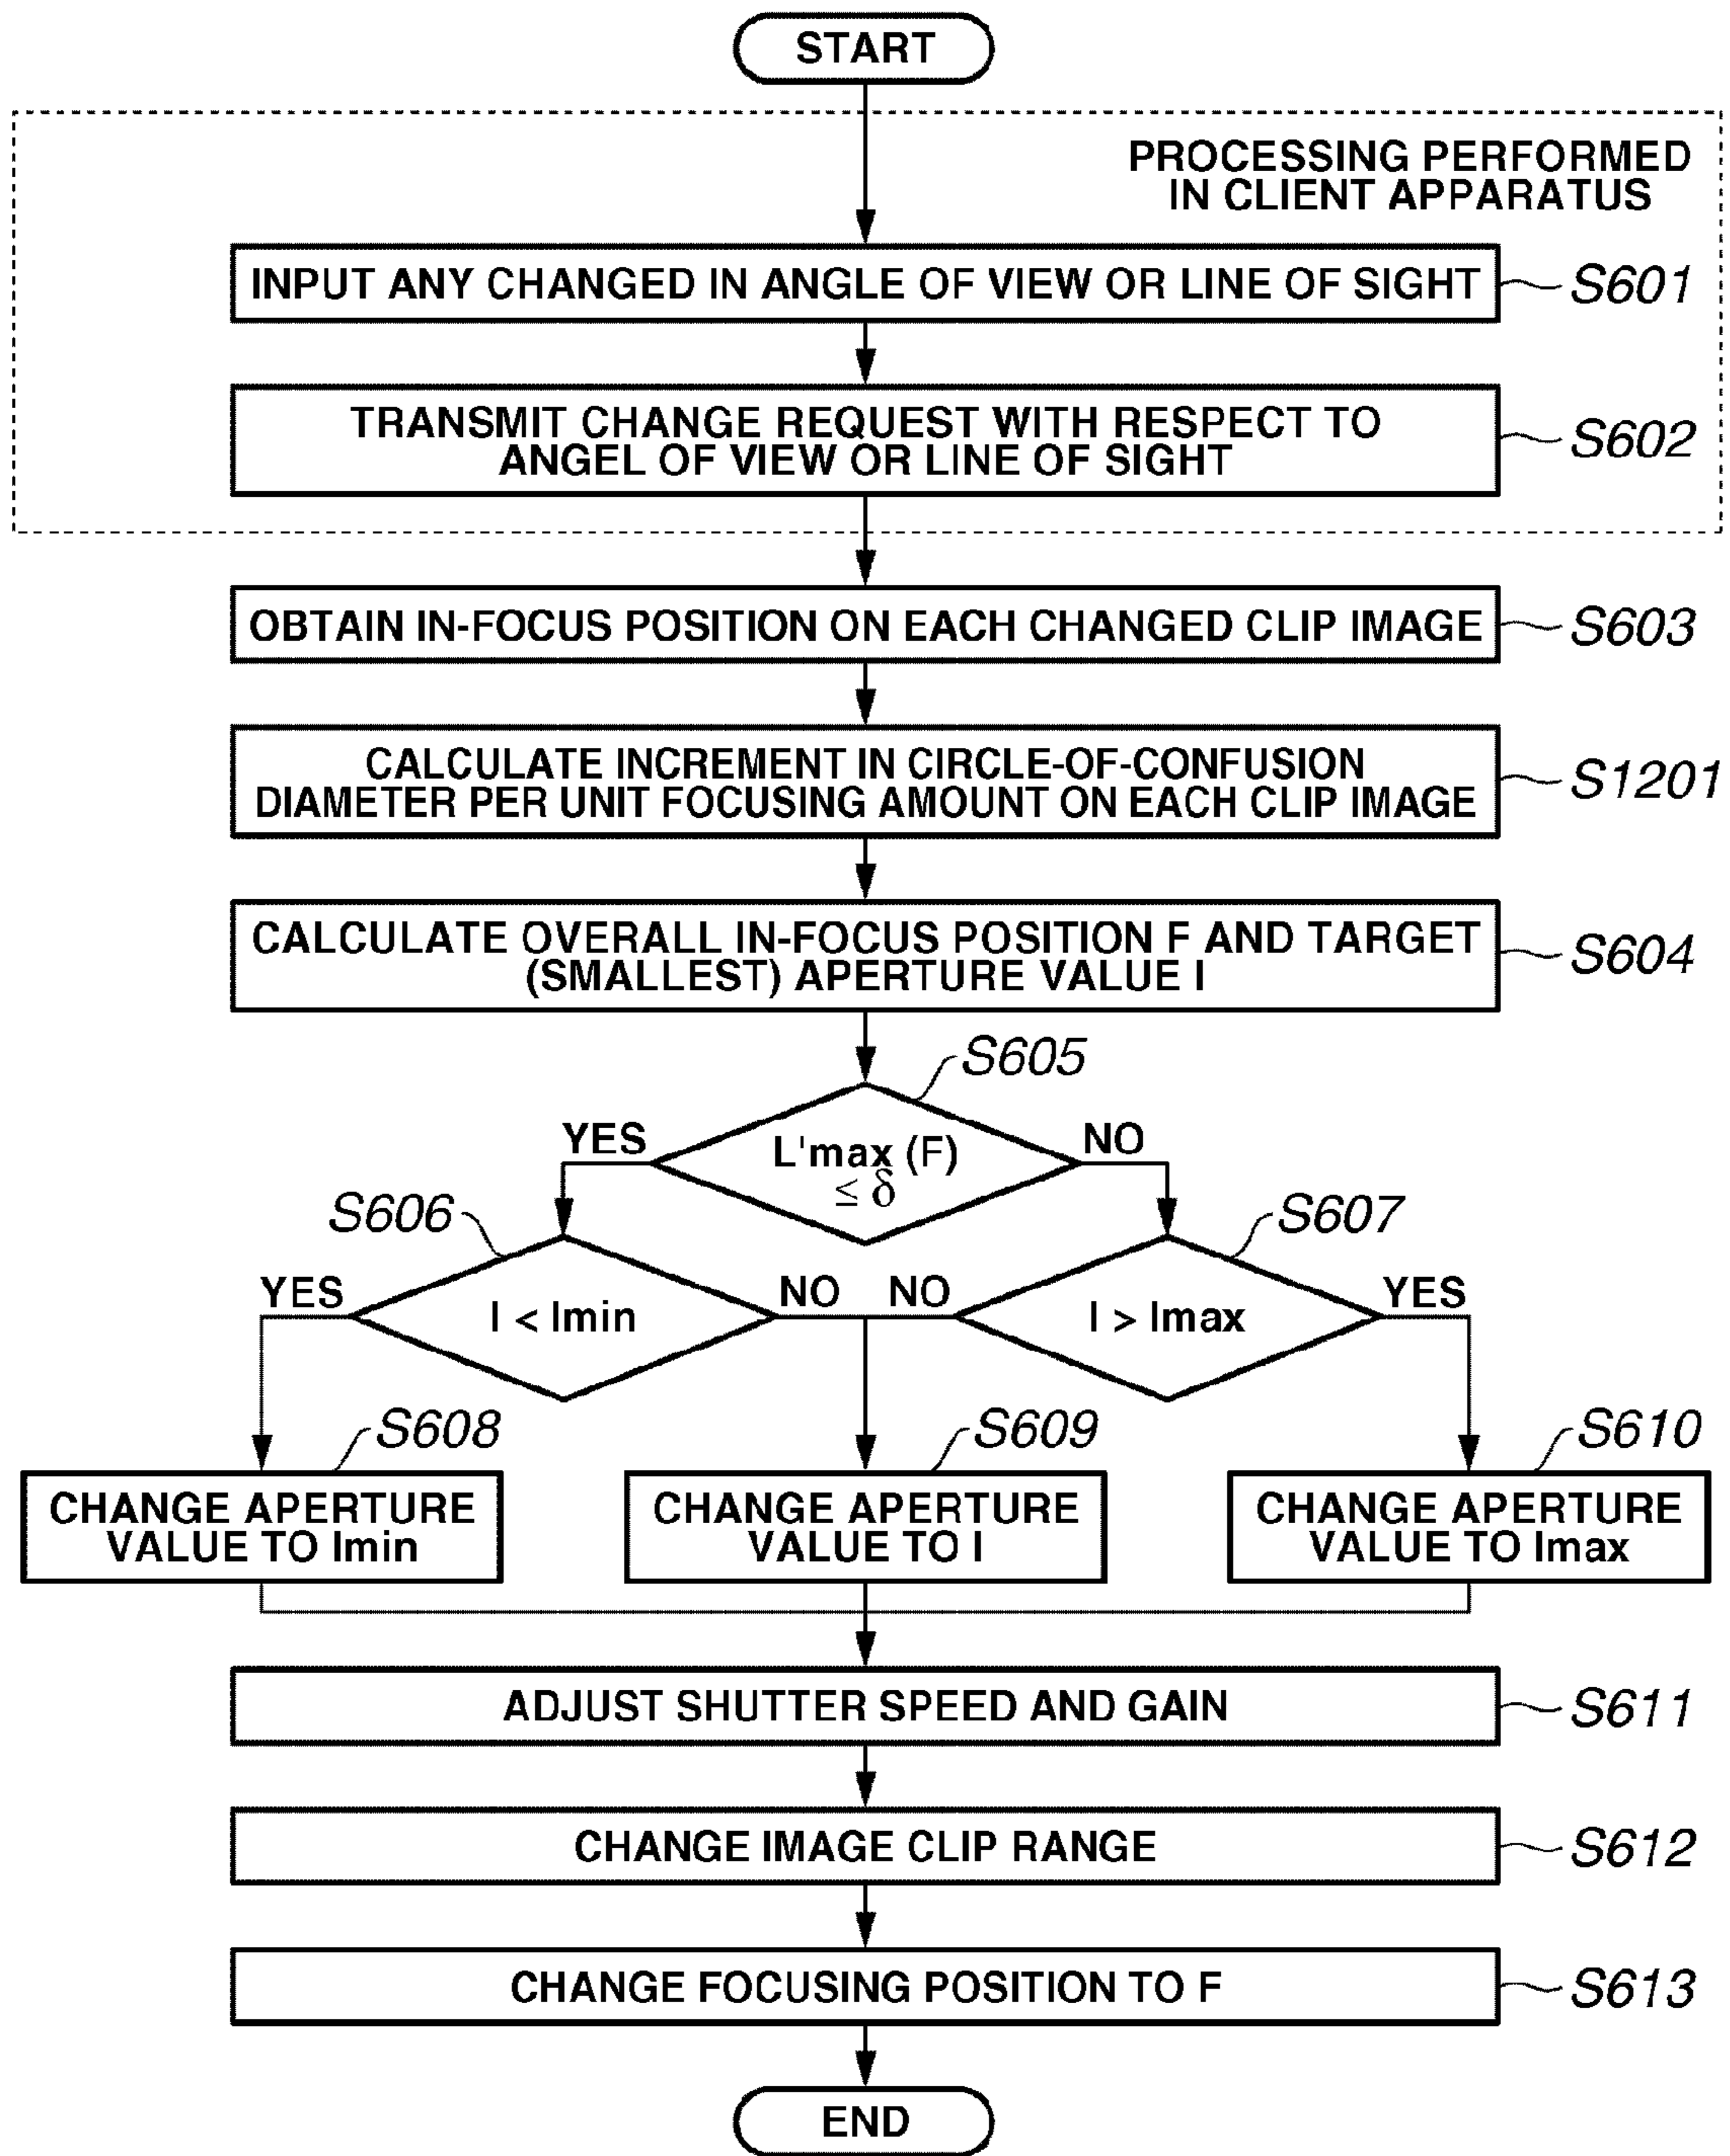 START
PROCESSING PERFORMED
IN CLIENT APPARATUS
INPUT ANY CHANGED IN ANGLE OF VIEW OR LINE OF SIGHT
S601
TRANSMIT CHANGE REQUEST WITH RESPECT TO
ANGEL OF VIEW OR LINE OF SIGHT
S602
OBTAIN IN-FOCUS POSITION ON EACH CHANGED CLIP IMAGE
S603
CALCULATE INCREMENT IN CIRCLE-OF-CONFUSION
DIAMETER PER UNIT FOCUSING AMOUNT ON EACH CLIP IMAGE
S1201
CALCULATE OVERALL IN-FOCUS POSITION F AND TARGET
(SMALLEST) APERTURE VALUE I
S604
S605
YES
L'max (F)
≤ δ
NO
S606
S607
YES
I < Imin
NO
NO
I > Imax
YES
S608
S609
S610
CHANGE APERTURE
VALUE TO Imin
CHANGE APERTURE
VALUE TO I
CHANGE APERTURE
VALUE TO Imax
ADJUST SHUTTER SPEED AND GAIN
S611
CHANGE IMAGE CLIP RANGE
S612
CHANGE FOCUSING POSITION TO F
S613
END